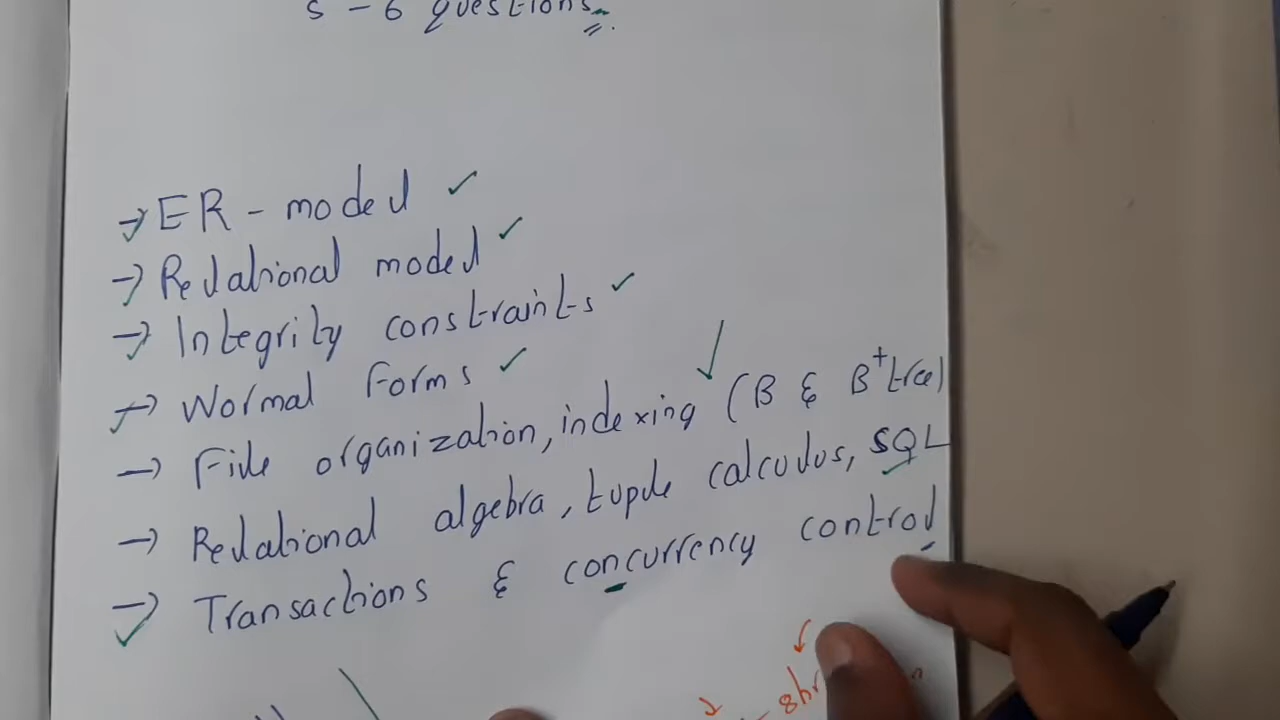 5 - 6 questions.
→ ER - model ✓
→ Relational model ✓
→ Integrity constraints ✓
→ Normal Forms ✓
→ File organization, indexing (B & B⁺ tree)
→ Relational algebra, tuple calculus, SQL
→ Transactions & concurrency control